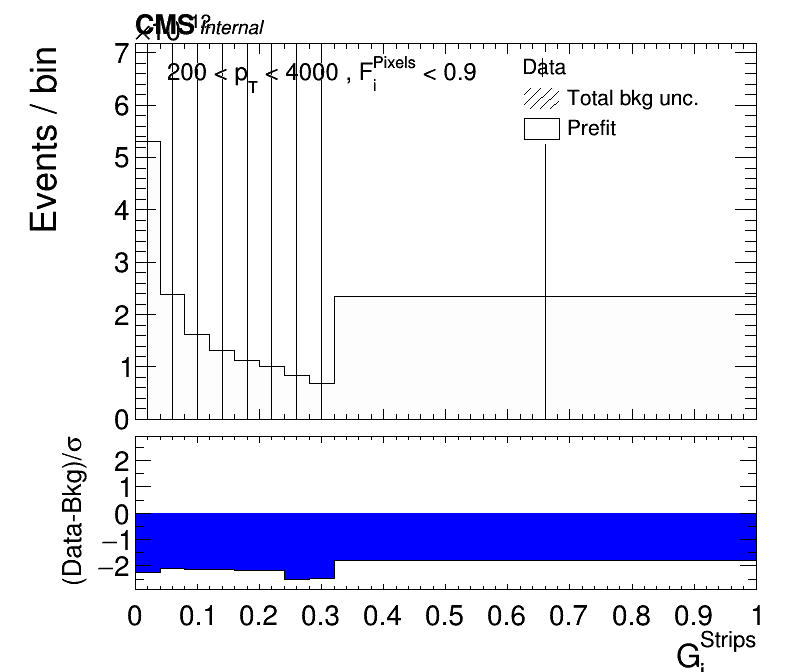 CMS Internal
×10¹²
7
6
5
4
3
2
1
0
Events / bin
200 < p_T < 4000 , F_i^Pixels < 0.9
Data
Total bkg unc.
Prefit
2
1
0
−1
−2
(Data-Bkg)/σ
0 0.1 0.2 0.3 0.4 0.5 0.6 0.7 0.8 0.9 1
G_i^Strips